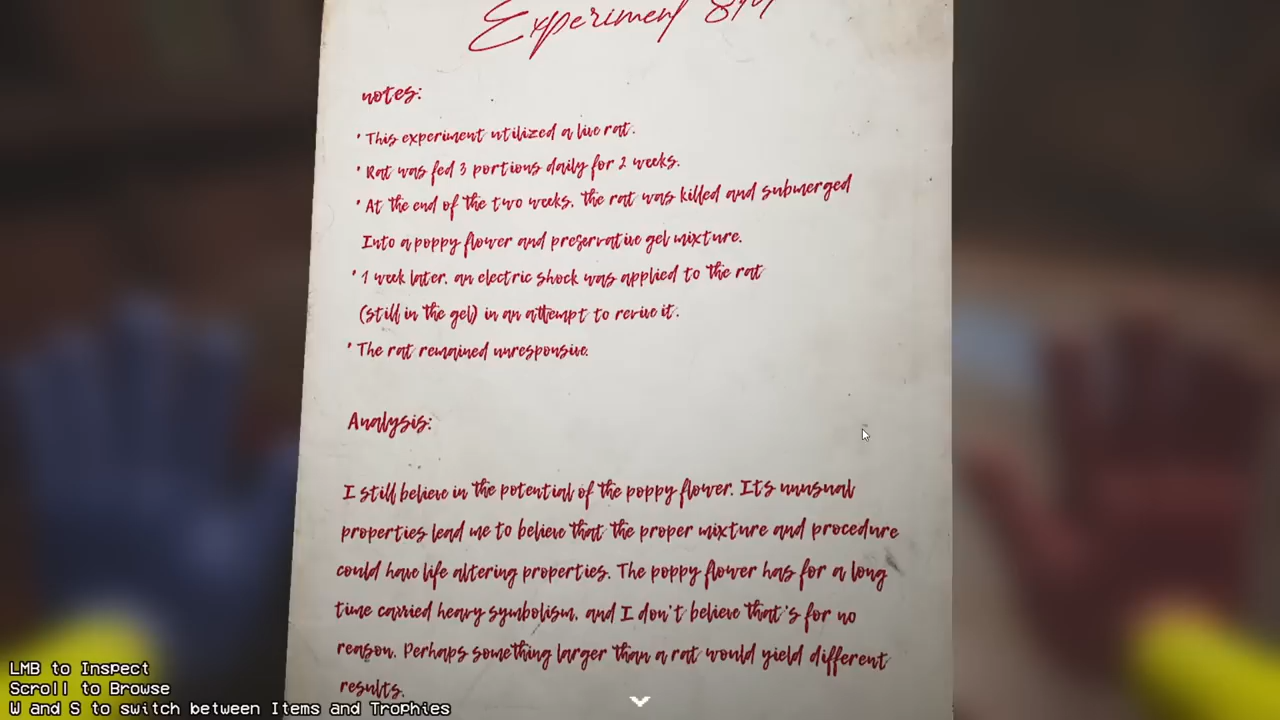 Experiment 814
notes:
• This experiment utilized a live rat.
• Rat was fed 3 portions daily for 2 weeks.
• At the end of the two weeks, the rat was killed and submerged
Into a poppy flower and preservative gel mixture.
• 1 week later, an electric shock was applied to the rat
(still in the gel) in an attempt to revive it.
• The rat remained unresponsive.
Analysis:
I still believe in the potential of the poppy flower. Its unusual
properties lead me to believe that the proper mixture and procedure
could have life altering properties. The poppy flower has for a long
time carried heavy symbolism, and I don't believe that's for no
reason. Perhaps something larger than a rat would yield different
results.
LMB to Inspect
Scroll to Browse
W and S to switch between Items and Trophies